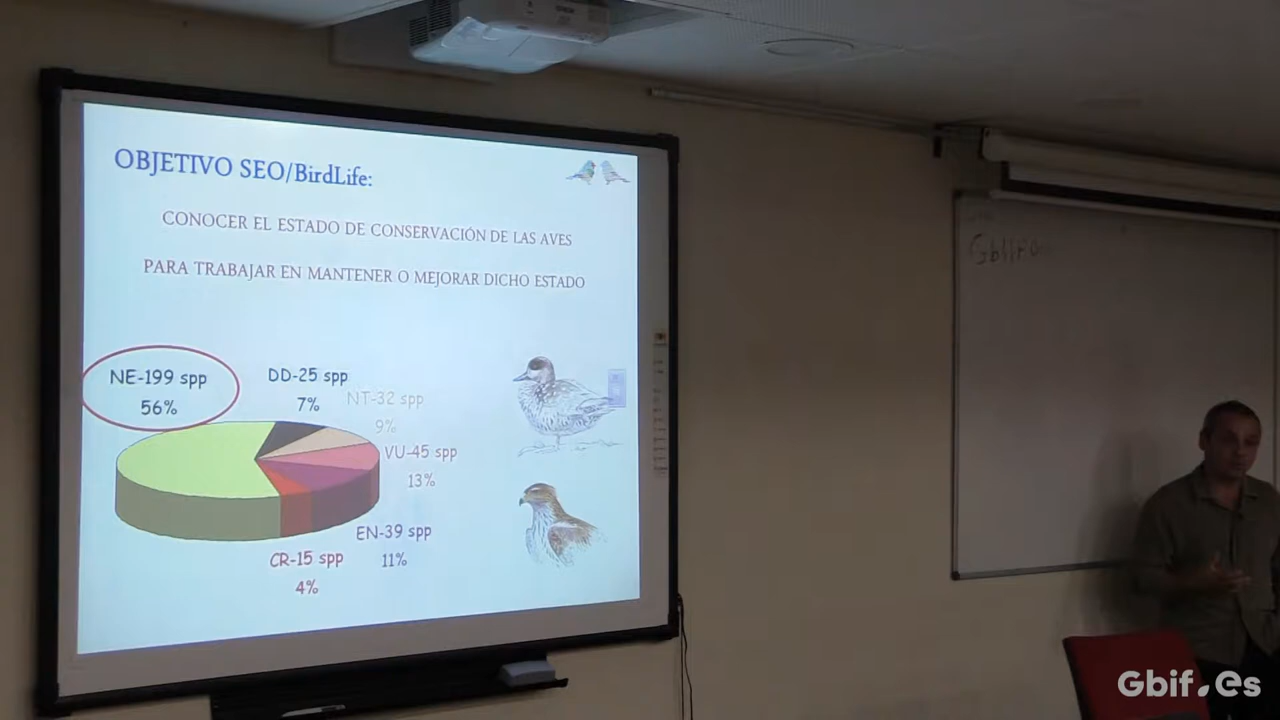 OBJETIVO SEO/BirdLife:
CONOCER EL ESTADO DE CONSERVACIÓN DE LAS AVES
PARA TRABAJAR EN MANTENER O MEJORAR DICHO ESTADO
NE-199 spp
56%
DD-25 spp
7%
NT-32 spp
9%
VU-45 spp
13%
EN-39 spp
11%
CR-15 spp
4%
Gbif.es